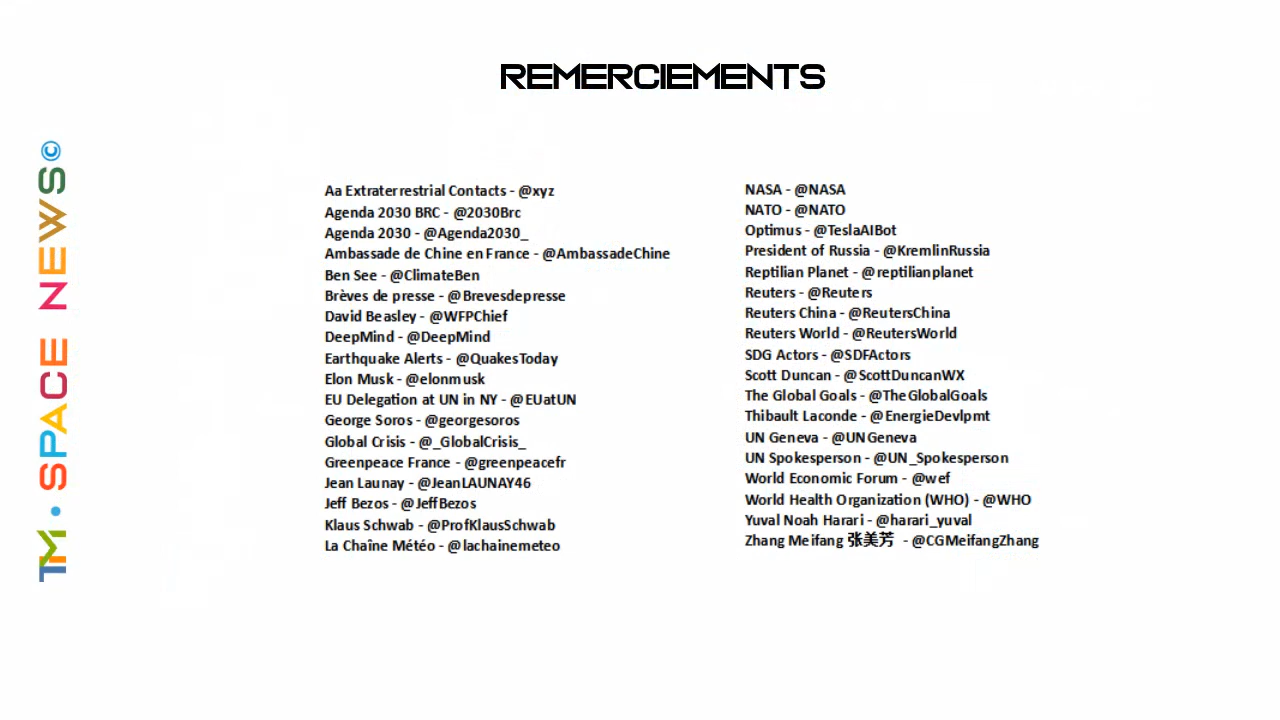 REMERCIEMENTS
TM • SPACE NEWS©
Aa Extraterrestrial Contacts - @xyz
Agenda 2030 BRC - @2030Brc
Agenda 2030 - @Agenda2030_
Ambassade de Chine en France - @AmbassadeChine
Ben See - @ClimateBen
Brèves de presse - @Brevesdepresse
David Beasley - @WFPChief
DeepMind - @DeepMind
Earthquake Alerts - @QuakesToday
Elon Musk - @elonmusk
EU Delegation at UN in NY - @EUatUN
George Soros - @georgesoros
Global Crisis - @_GlobalCrisis_
Greenpeace France - @greenpeacefr
Jean Launay - @JeanLAUNAY46
Jeff Bezos - @JeffBezos
Klaus Schwab - @ProfKlausSchwab
La Chaîne Météo - @lachainemeteo
NASA - @NASA
NATO - @NATO
Optimus - @TeslaAIBot
President of Russia - @KremlinRussia
Reptilian Planet - @reptilianplanet
Reuters - @Reuters
Reuters China - @ReutersChina
Reuters World - @ReutersWorld
SDG Actors - @SDFActors
Scott Duncan - @ScottDuncanWX
The Global Goals - @TheGlobalGoals
Thibault Laconde - @EnergieDevlpmt
UN Geneva - @UNGeneva
UN Spokesperson - @UN_Spokesperson
World Economic Forum - @wef
World Health Organization (WHO) - @WHO
Yuval Noah Harari - @harari_yuval
Zhang Meifang 张美芳 - @CGMeifangZhang